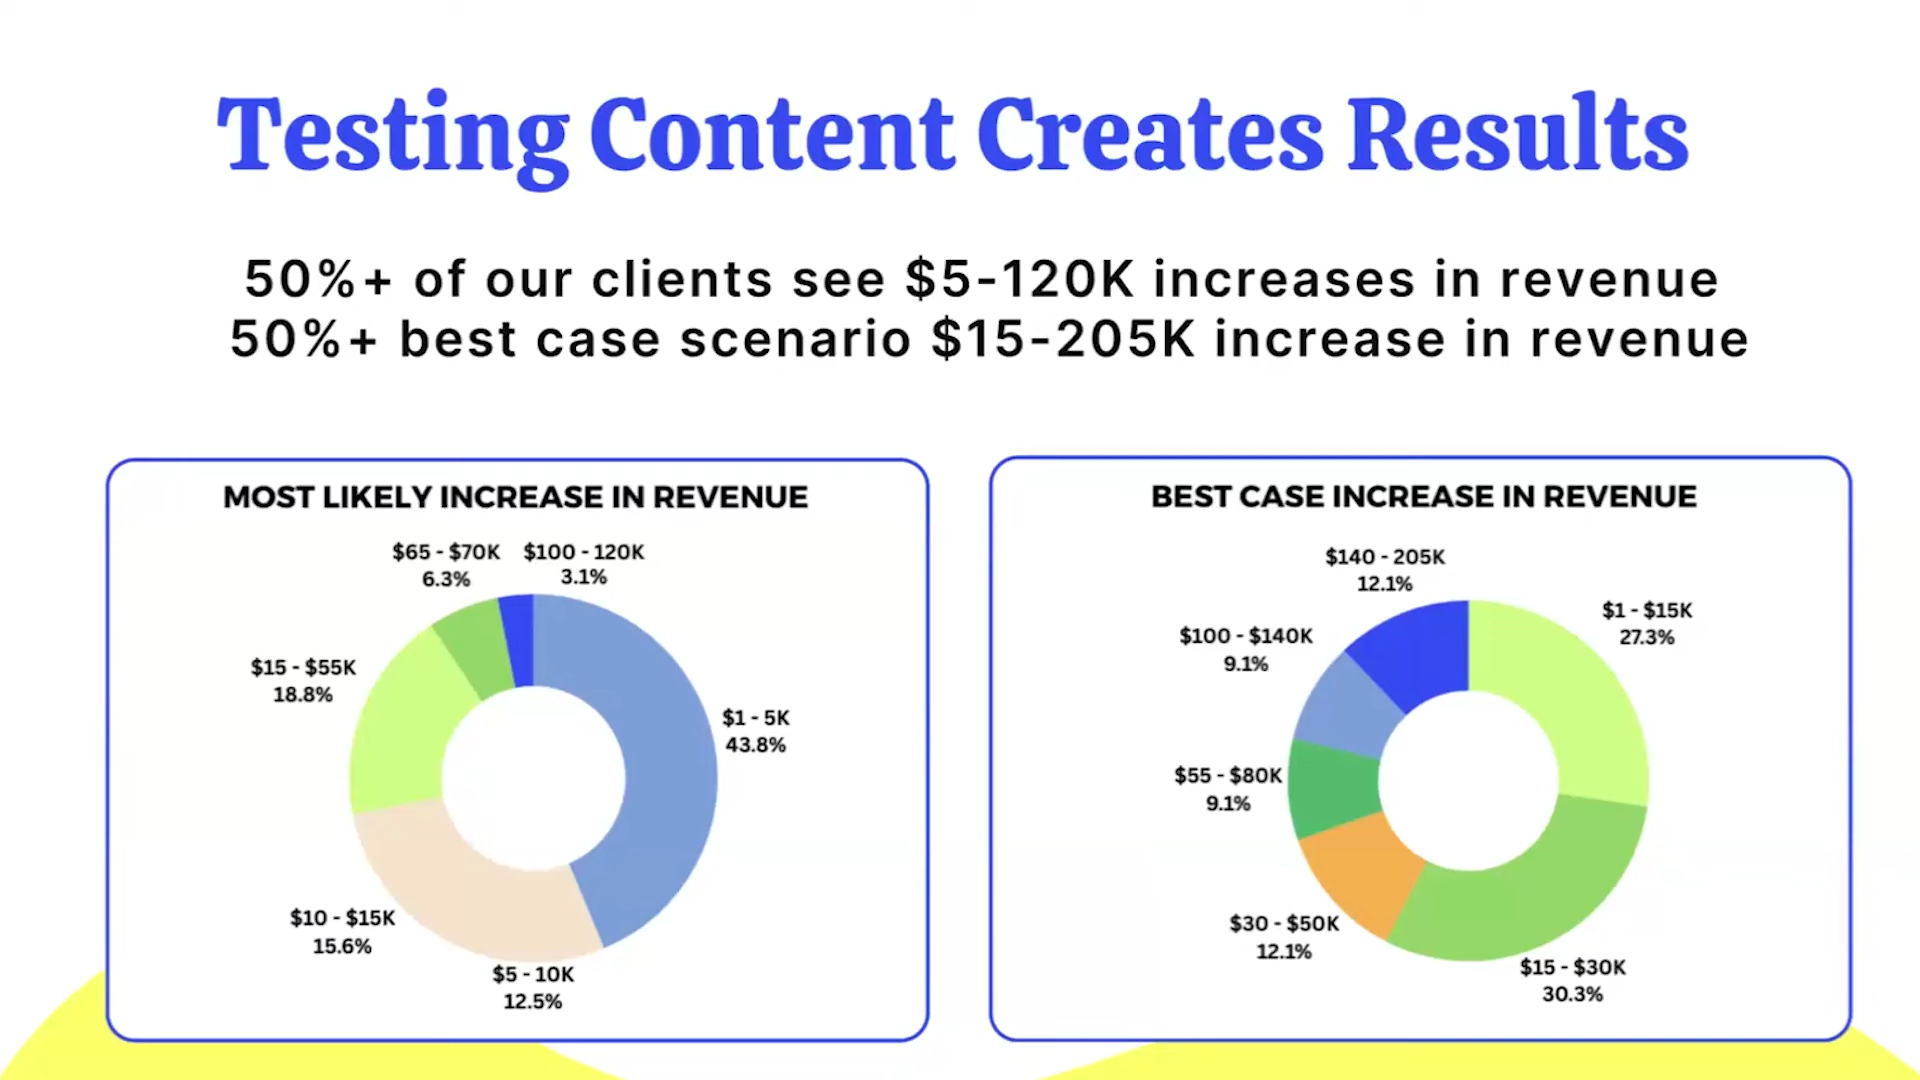 Testing Content Creates Results
50%+ of our clients see $5-120K increases in revenue
50%+ best case scenario $15-205K increase in revenue
MOST LIKELY INCREASE IN REVENUE
$65 - $70K
6.3%
$100 - 120K
3.1%
$15 - $55K
18.8%
$1 - 5K
43.8%
$10 - $15K
15.6%
$5 - 10K
12.5%
BEST CASE INCREASE IN REVENUE
$140 - 205K
12.1%
$1 - $15K
27.3%
$100 - $140K
9.1%
$55 - $80K
9.1%
$30 - $50K
12.1%
$15 - $30K
30.3%